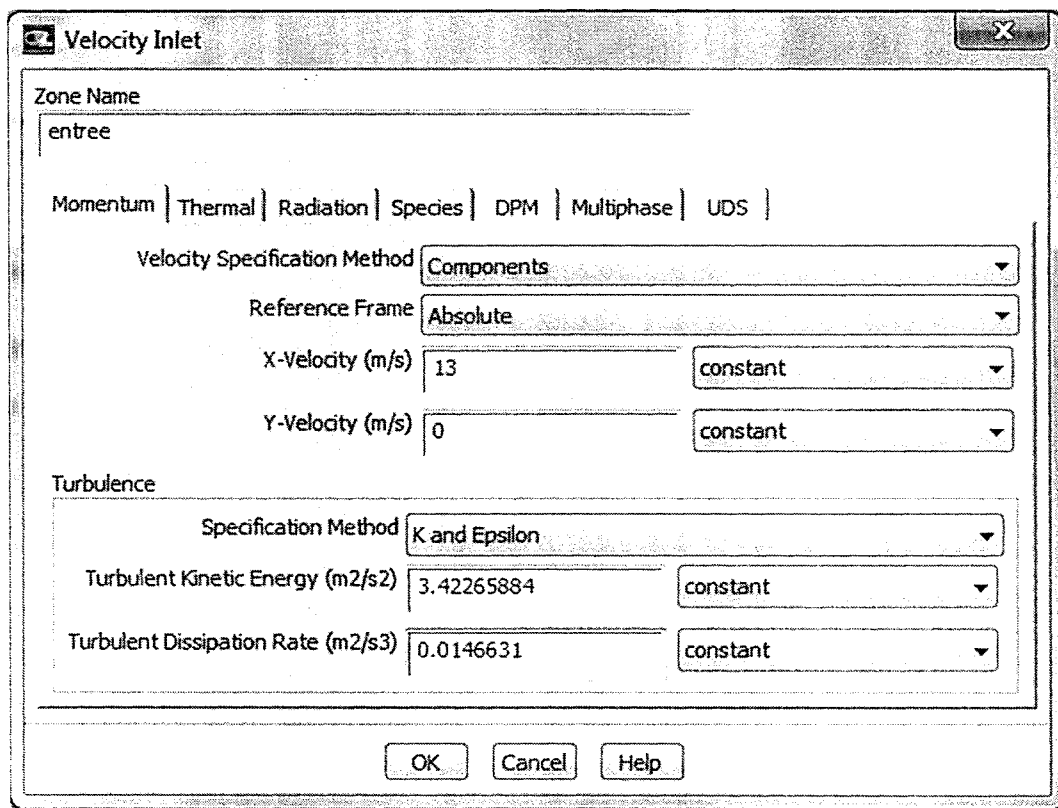 Velocity Inlet
Zone Name
entree
Momentum Thermal Radiation Species DPM Multiphase UDS
Velocity Specification Method Components
Reference Frame Absolute
X-Velocity (m/s) 13 constant
Y-Velocity (m/s) 0 constant
Turbulence
Specification Method K and Epsilon
Turbulent Kinetic Energy (m2/s2) 3.42265884 constant
Turbulent Dissipation Rate (m2/s3) 0.0146631 constant
OK Cancel Help